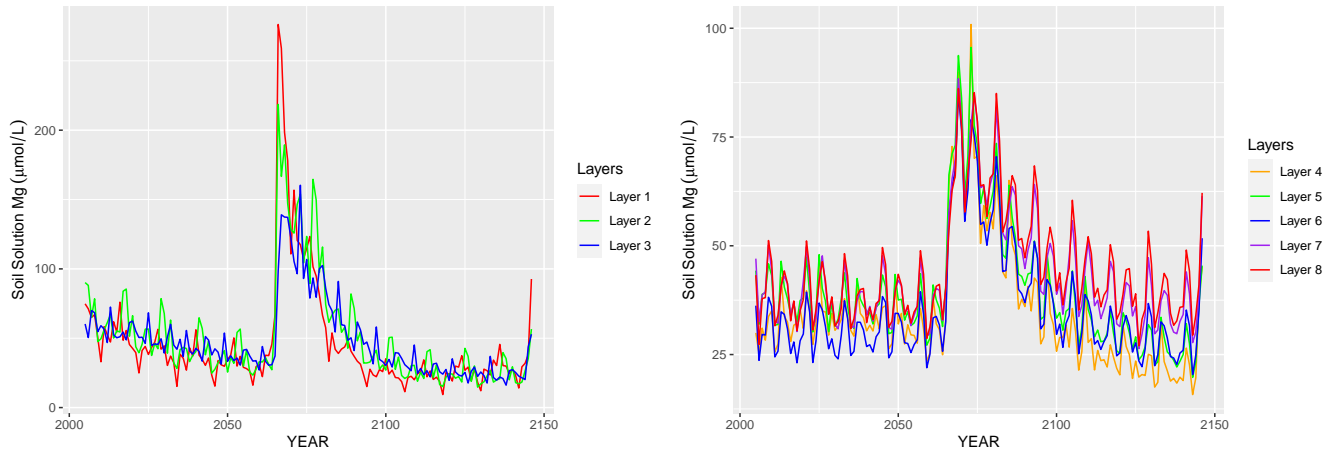 Soil Solution Mg (μmol/L)
200
100
0
2000
2050
2100
2150
YEAR
Layers
Layer 1
Layer 2
Layer 3
Soil Solution Mg (μmol/L)
100
75
50
25
2000
2050
2100
2150
YEAR
Layers
Layer 4
Layer 5
Layer 6
Layer 7
Layer 8